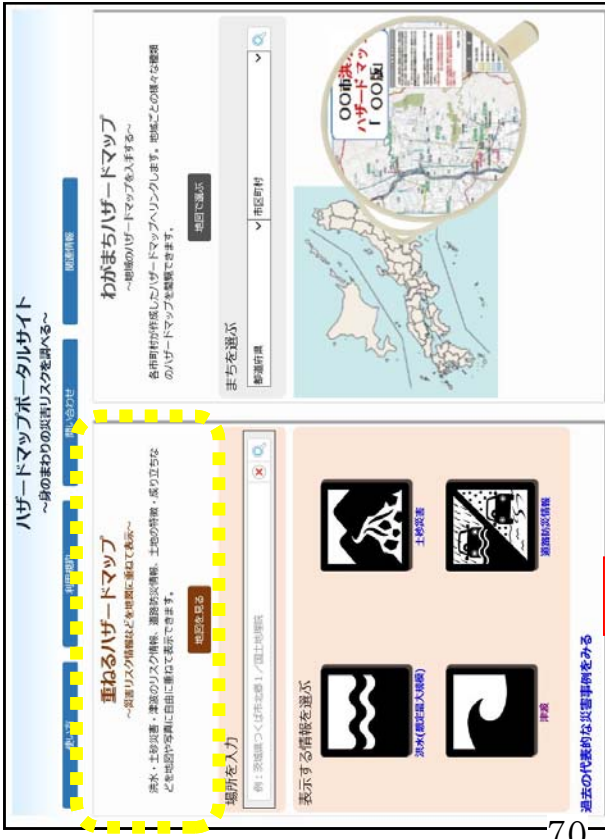 ハザードマップポータルサイト
~身のまわりの災害リスクを調べる~
使い方
利用規約
問い合わせ
関連情報
重ねるハザードマップ
~災害リスク情報などを地図に重ねて表示~
洪水・土砂災害・津波のリスク情報、道路防災情報、土地の特徴・成り立ちな
どを地図や写真に自由に重ねて表示できます。
地図を見る
場所を入力
例：茨城県つくば市北郷1／国土地理院
表示する情報を選ぶ
洪水(想定最大規模)
土砂災害
津波
道路防災情報
過去の代表的な災害事例をみる
わがまちハザードマップ
~地域のハザードマップを入手する~
各市町村が作成したハザードマップへリンクします。地域ごとの様々な種類
のハザードマップを閲覧できます。
地図で選ぶ
まちを選ぶ
都道府県
市区町村
〇〇市洪水
ハザードマップ
「〇〇版」
70